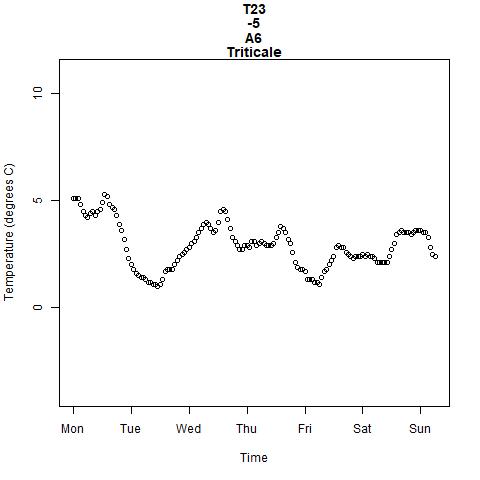 T23
-5
A6
Triticale
10
5
0
Temperature (degrees C)
Mon Tue Wed Thu Fri Sat Sun
Time